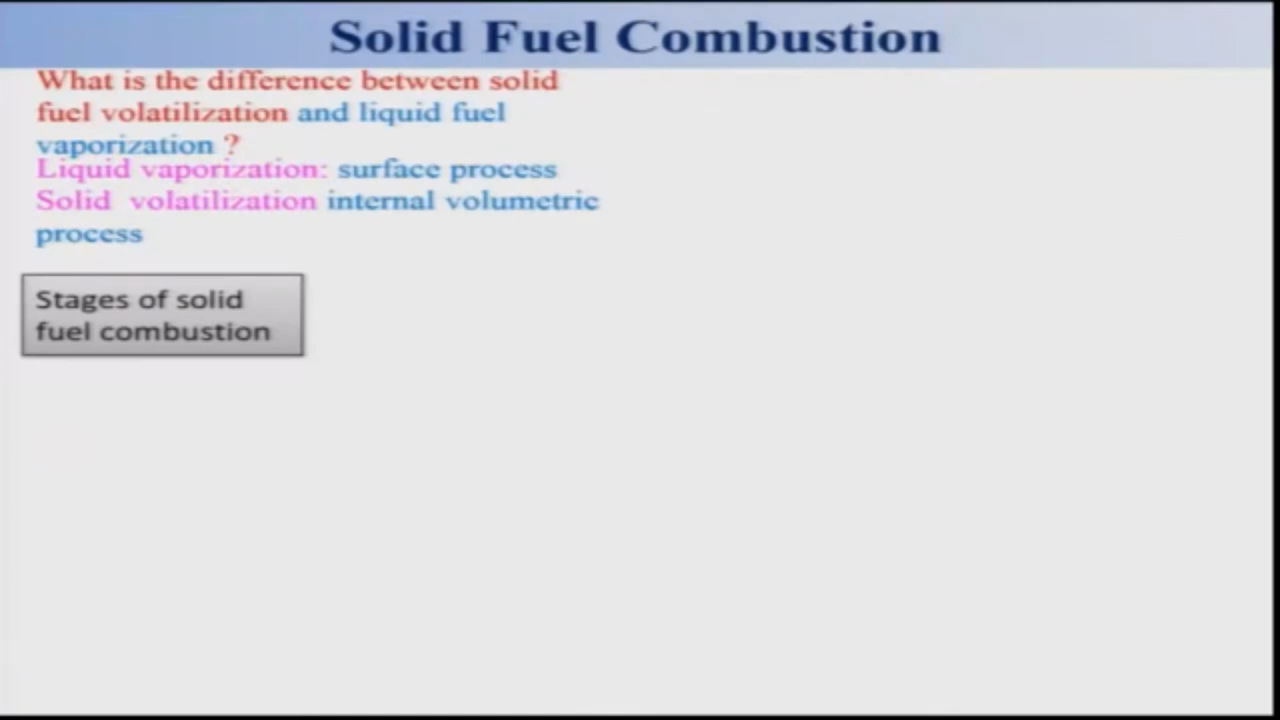 Solid Fuel Combustion
What is the difference between solid
fuel volatilization and liquid fuel
vaporization ?
Liquid vaporization: surface process
Solid volatilization internal volumetric
process
Stages of solid
fuel combustion